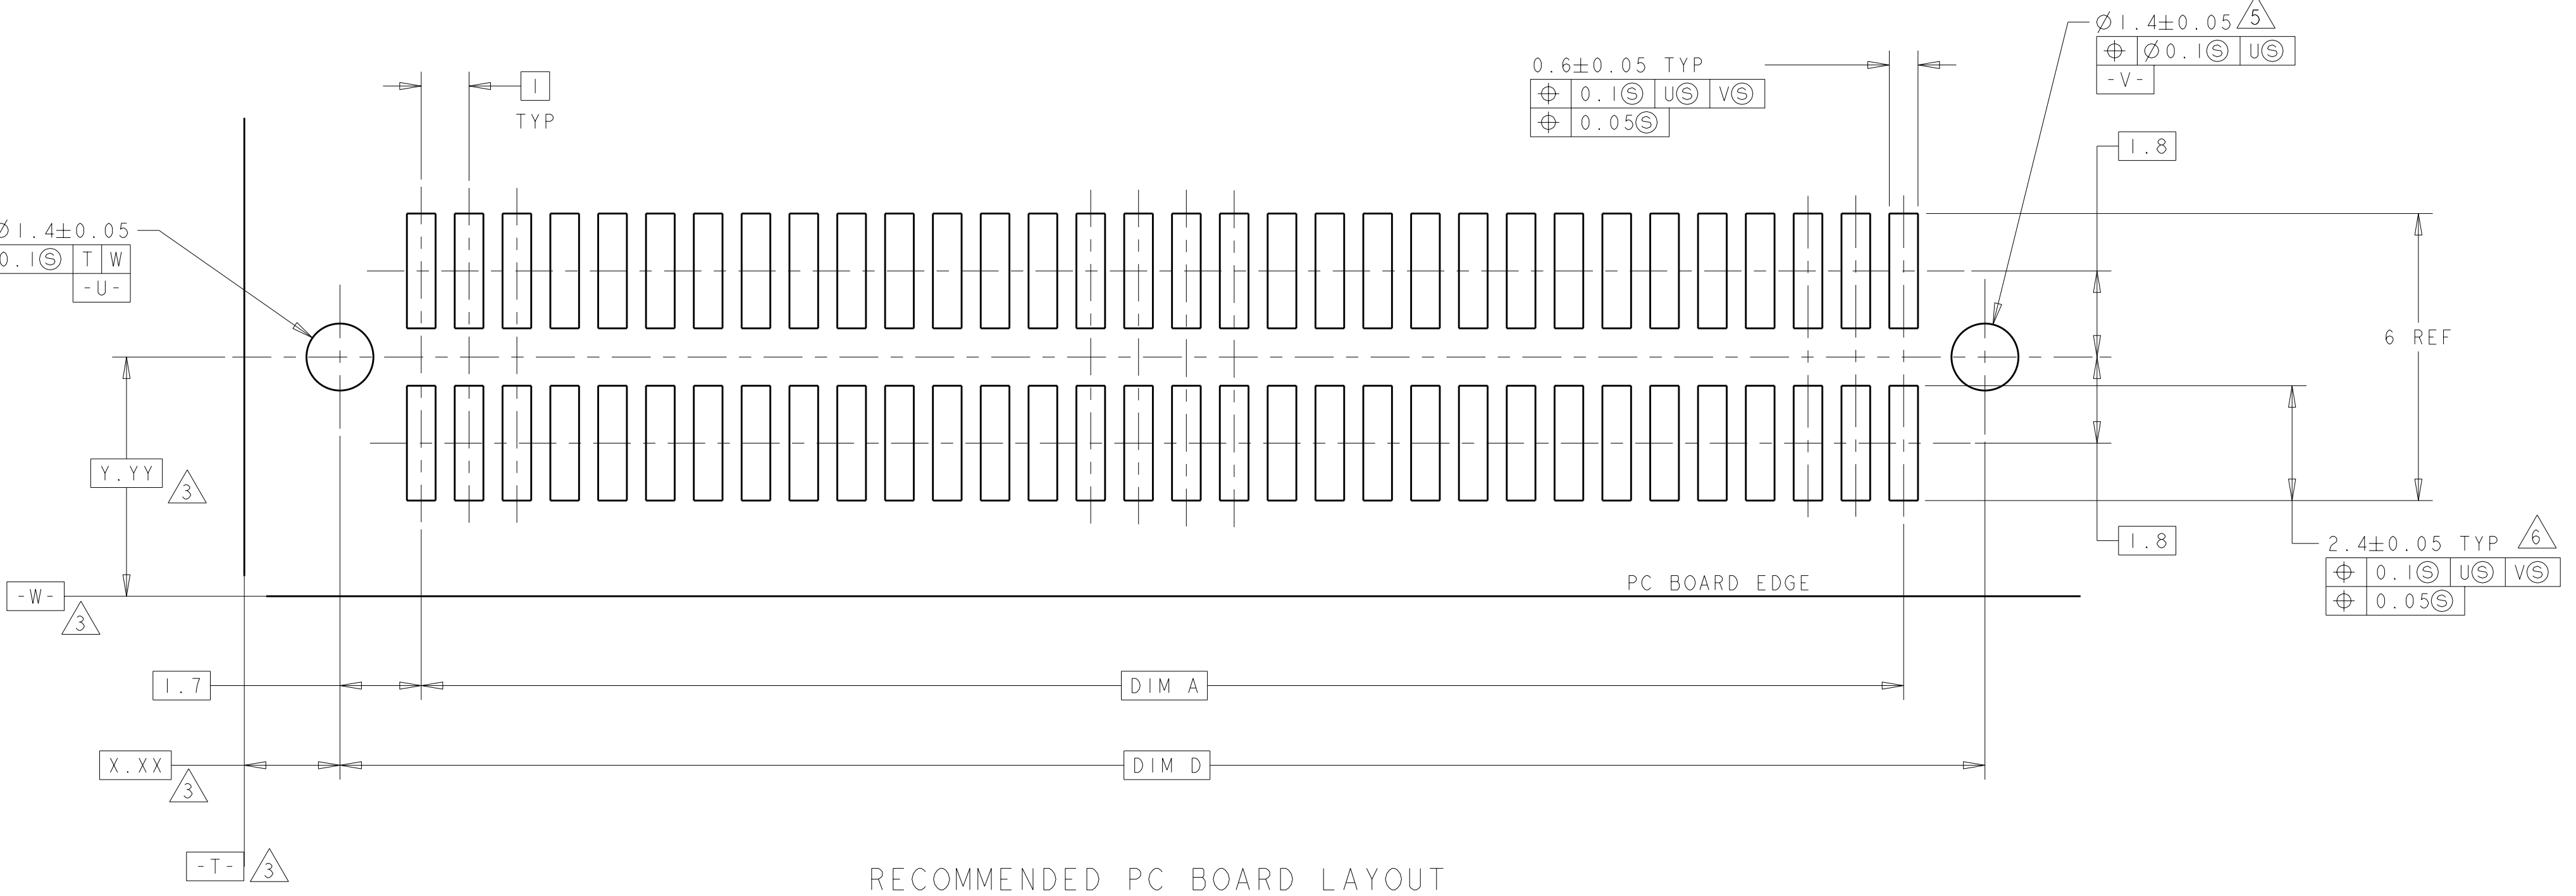 ∅1.4±0.05 5
⌖ ∅0.1Ⓢ UⓈ
-V-
0.6±0.05 TYP
⌖ 0.1Ⓢ UⓈ VⓈ
⌖ 0.05Ⓢ
1
TYP
1.8
∅1.4±0.05
0.1Ⓢ T W
-U-
6 REF
Y.YY 3
1.8
2.4±0.05 TYP 6
⌖ 0.1Ⓢ UⓈ VⓈ
⌖ 0.05Ⓢ
PC BOARD EDGE
-W- 3
1.7
DIM A
X.XX 3
DIM D
-T- 3
RECOMMENDED PC BOARD LAYOUT